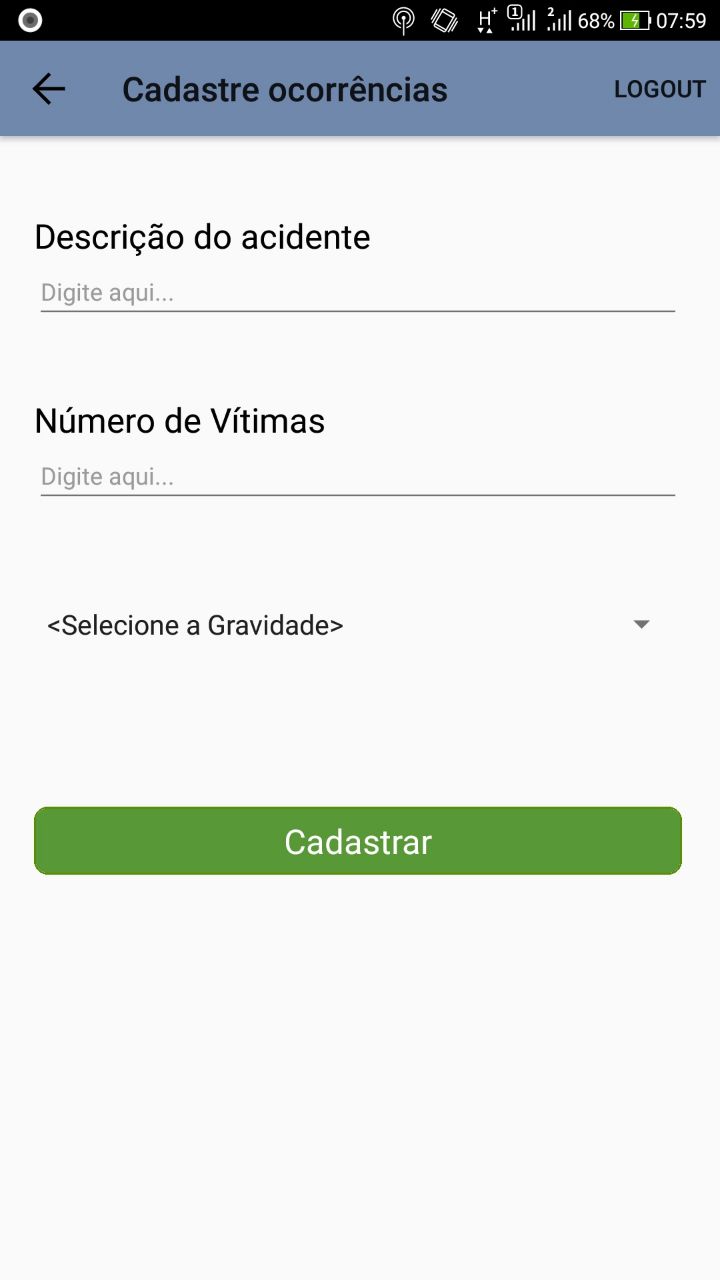 H+ 1 2 68% 07:59
Cadastre ocorrências LOGOUT
Descrição do acidente
Digite aqui...
Número de Vítimas
Digite aqui...
<Selecione a Gravidade>
Cadastrar